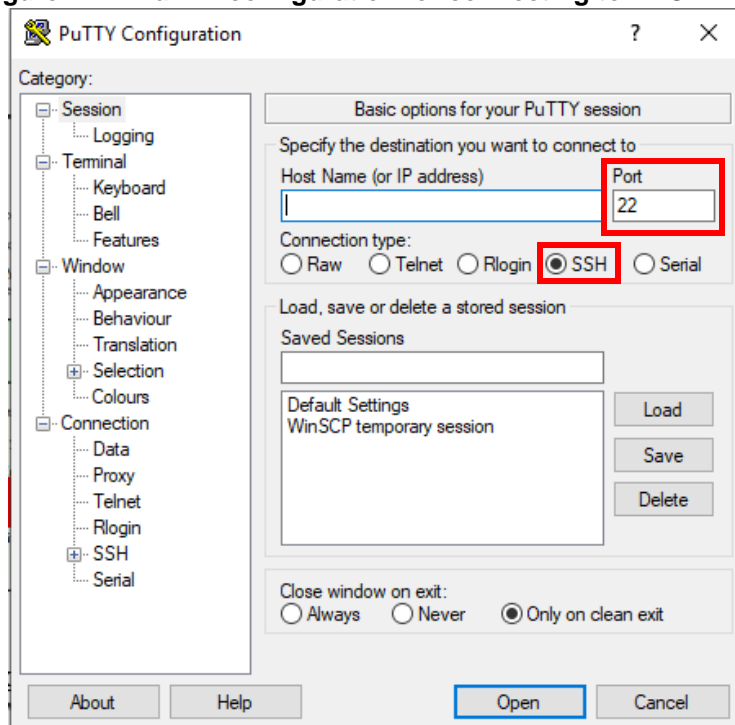 PuTTY Configuration ? ×
Category:
Session
Logging
Terminal
Keyboard
Bell
Features
Window
Appearance
Behaviour
Translation
Selection
Colours
Connection
Data
Proxy
Telnet
Rlogin
SSH
Serial
Basic options for your PuTTY session
Specify the destination you want to connect to
Host Name (or IP address) Port
22
Connection type:
Raw Telnet Rlogin SSH Serial
Load, save or delete a stored session
Saved Sessions
Default Settings
WinSCP temporary session
Load
Save
Delete
Close window on exit:
Always Never Only on clean exit
About Help Open Cancel